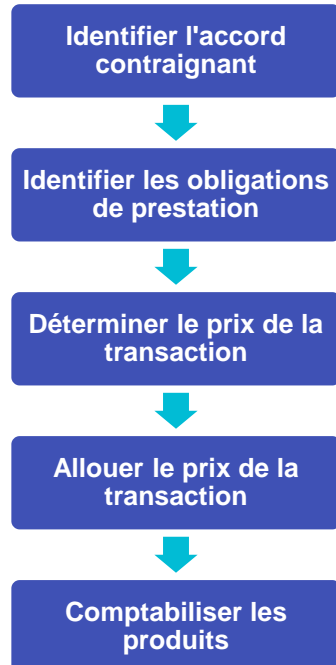 Identifier l'accord
contraignant
Identifier les obligations
de prestation
Déterminer le prix de la
transaction
Allouer le prix de la
transaction
Comptabiliser les
produits